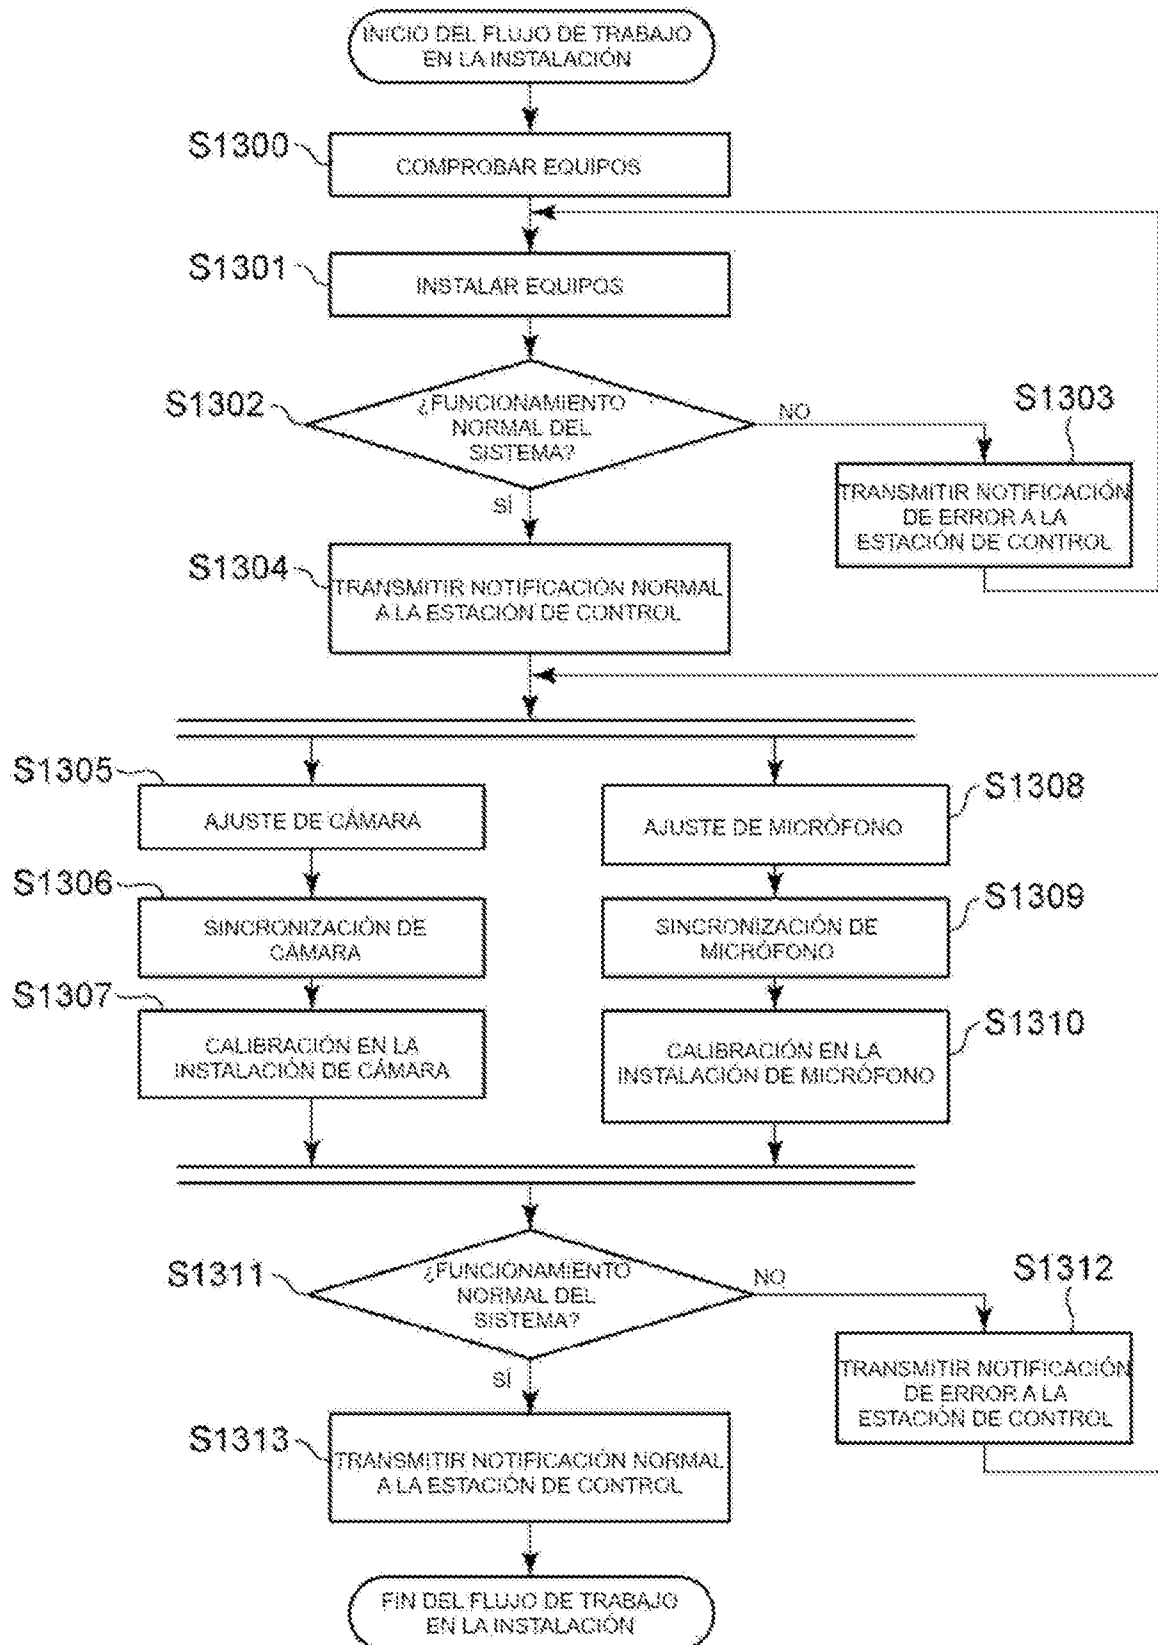 INICIO DEL FLUJO DE TRABAJO
EN LA INSTALACIÓN
S1300
COMPROBAR EQUIPOS
S1301
INSTALAR EQUIPOS
S1302
¿FUNCIONAMIENTO
NORMAL DEL
SISTEMA?
NO
SÍ
S1303
TRANSMITIR NOTIFICACIÓN
DE ERROR A LA
ESTACIÓN DE CONTROL
S1304
TRANSMITIR NOTIFICACIÓN NORMAL
A LA ESTACIÓN DE CONTROL
S1305
AJUSTE DE CÁMARA
S1306
SINCRONIZACIÓN DE
CÁMARA
S1307
CALIBRACIÓN EN LA
INSTALACIÓN DE CÁMARA
S1308
AJUSTE DE MICRÓFONO
S1309
SINCRONIZACIÓN DE
MICRÓFONO
S1310
CALIBRACIÓN EN LA
INSTALACIÓN DE MICRÓFONO
S1311
¿FUNCIONAMIENTO
NORMAL DEL
SISTEMA?
NO
SÍ
S1312
TRANSMITIR NOTIFICACIÓN
DE ERROR A LA
ESTACIÓN DE CONTROL
S1313
TRANSMITIR NOTIFICACIÓN NORMAL
A LA ESTACIÓN DE CONTROL
FIN DEL FLUJO DE TRABAJO
EN LA INSTALACIÓN